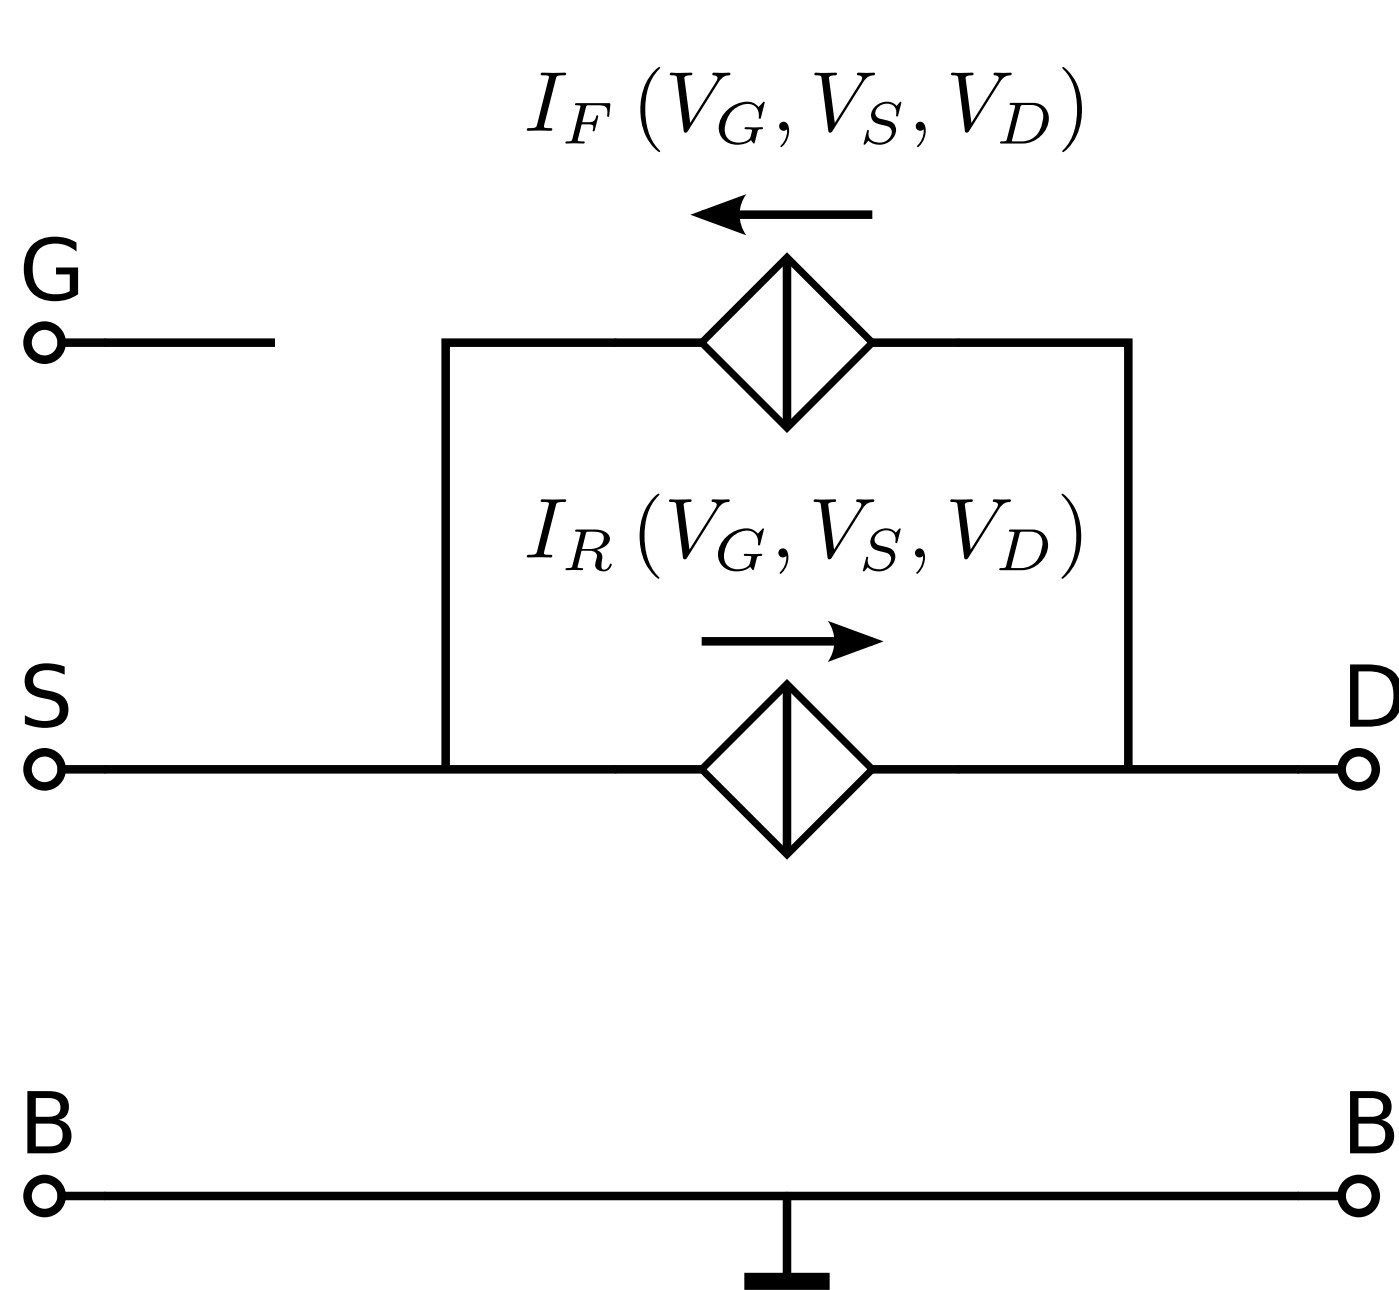 I_F (V_G, V_S, V_D)
G
I_R (V_G, V_S, V_D)
S
D
B
B